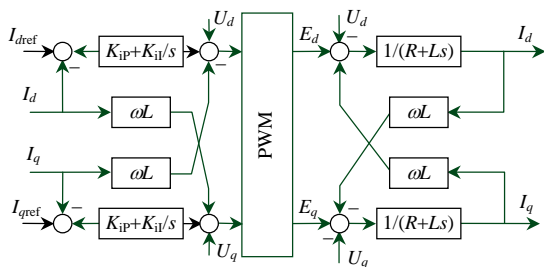 U_d
U_d
I_dref
K_iP+K_iI/s
E_d
1/(R+Ls)
I_d
−
−
−
I_d
ωL
ωL
PWM
I_q
ωL
ωL
I_qref
−
K_iP+K_iI/s
E_q
−
−
1/(R+Ls)
I_q
U_q
U_q